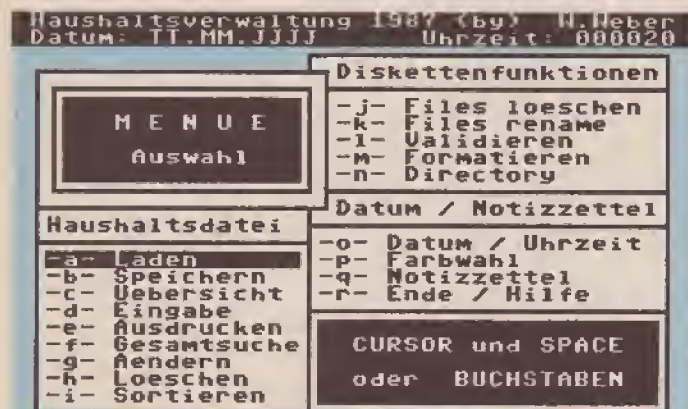 Haushaltsverwaltung 1987 (by) W.Weber
Datum: TT.MM.JJJJ Uhrzeit: 000020
M E N U E
Auswahl
Haushaltsdatei
-a- Laden
-b- Speichern
-c- Uebersicht
-d- Eingabe
-e- Ausdrucken
-f- Gesamtsuche
-g- Aendern
-h- Loeschen
-i- Sortieren
Diskettenfunktionen
-j- Files loeschen
-k- Files rename
-l- Validieren
-m- Formatieren
-n- Directory
Datum / Notizzettel
-o- Datum / Uhrzeit
-p- Farbwahl
-q- Notizzettel
-r- Ende / Hilfe
CURSOR und SPACE
oder BUCHSTABEN